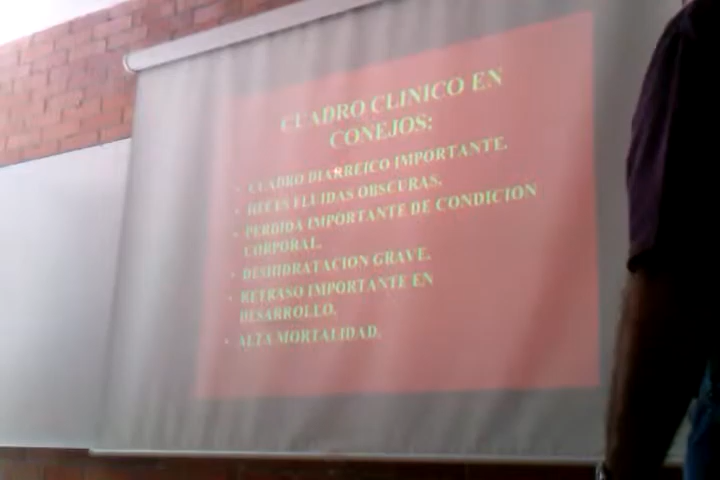 CUADRO CLINICO EN
CONEJOS:
• CUADRO DIARREICO IMPORTANTE.
• HECES FLUIDAS OBSCURAS.
• PERDIDA IMPORTANTE DE CONDICION
CORPORAL.
• DESHIDRATACION GRAVE.
• RETRASO IMPORTANTE EN
DESARROLLO.
• ALTA MORTALIDAD.